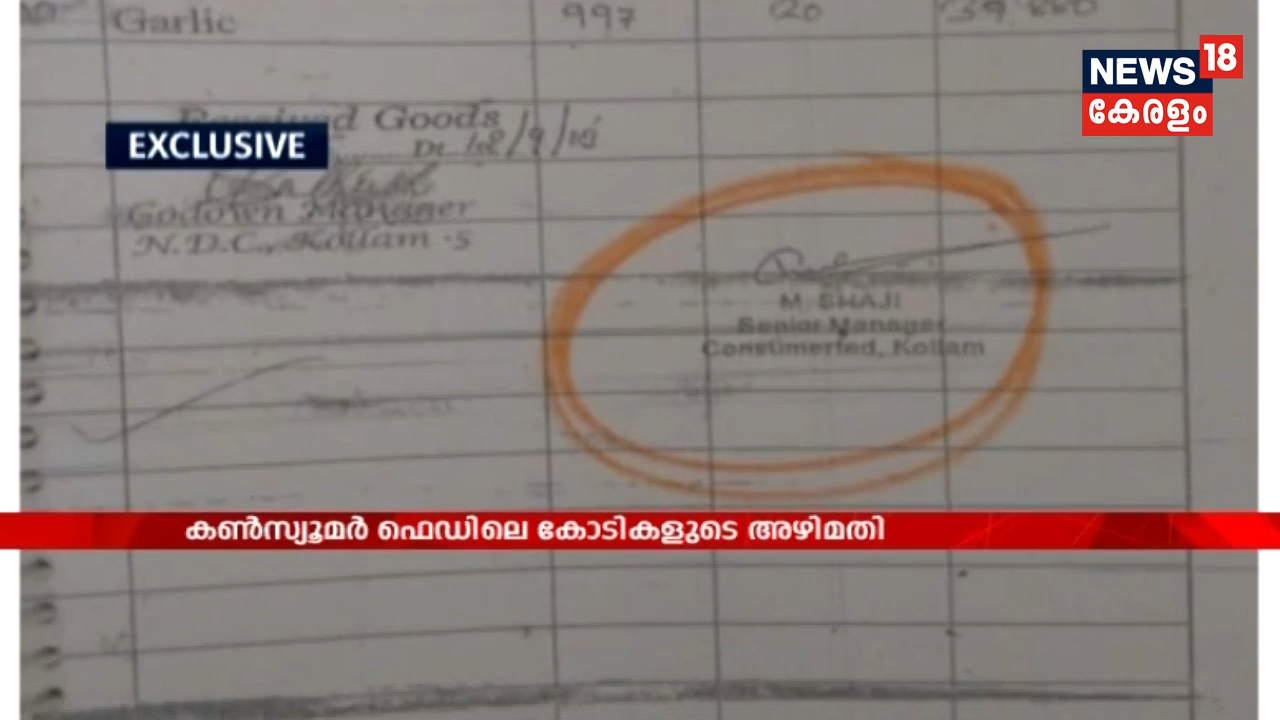 Garlic 997 20
NEWS 18
കേരളം
EXCLUSIVE
Goods
Dt.
Godown Manager
N.D.C., Kollam -5
M. SHAJI
Senior Manager
Consumerfed, Kollam
കൺസ്യൂമർ ഫെഡിലെ കോടികളുടെ അഴിമതി